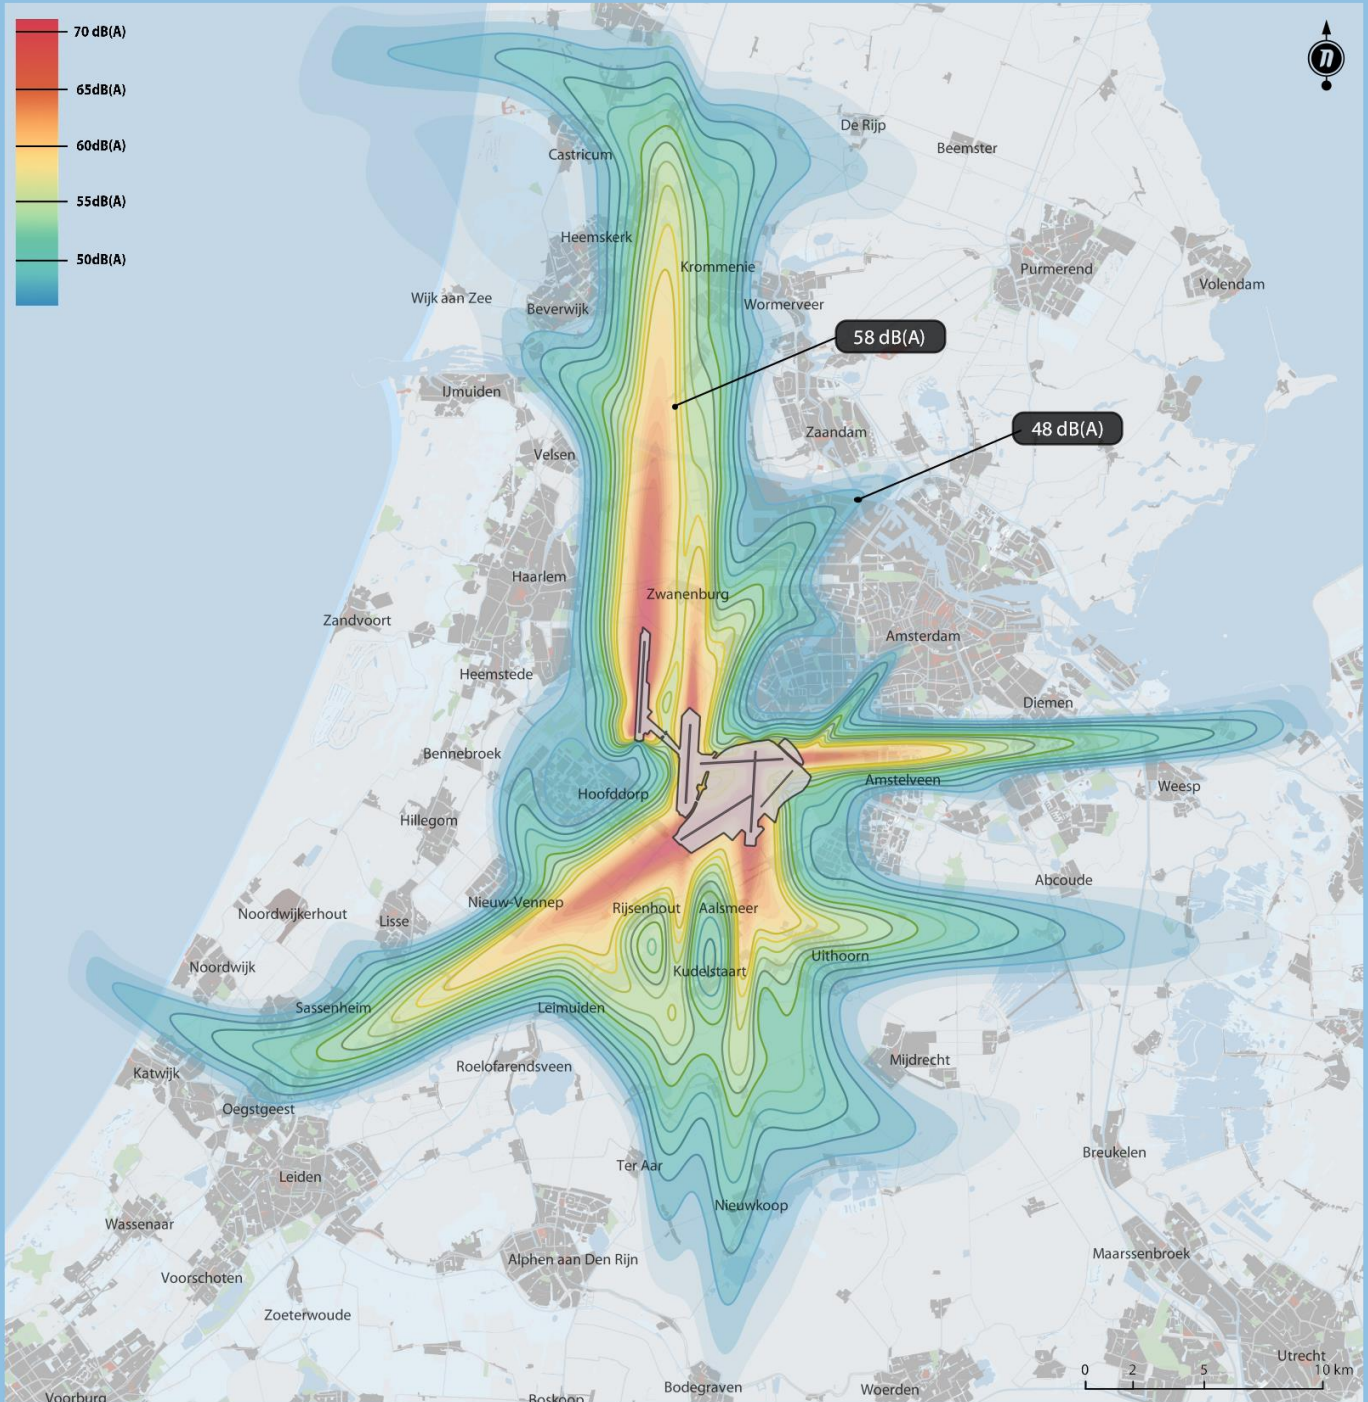 70 dB(A)
65dB(A)
60dB(A)
55dB(A)
50dB(A)
n
De Rijp
Beemster
Castricum
Heemskerk
Krommenie
Purmerend
Volendam
Wijk aan Zee
Beverwijk
Wormerveer
58 dB(A)
IJmuiden
48 dB(A)
Zaandam
Velsen
Haarlem
Zwanenburg
Zandvoort
Amsterdam
Heemstede
Diemen
Bennebroek
Amstelveen
Weesp
Hoofddorp
Hillegom
Abcoude
Nieuw-Vennep
Rijsenhout
Aalsmeer
Noordwijkerhout
Lisse
Uithoorn
Noordwijk
Kudelstaart
Sassenheim
Leimuiden
Roelofarendsveen
Mijdrecht
Katwijk
Oegstgeest
Breukelen
Leiden
Ter Aar
Nieuwkoop
Wassenaar
Maarssenbroek
Alphen aan Den Rijn
Voorschoten
Zoeterwoude
Utrecht
0 2 5 10 km
Bodegraven
Woerden
Voorburg
Boskoop